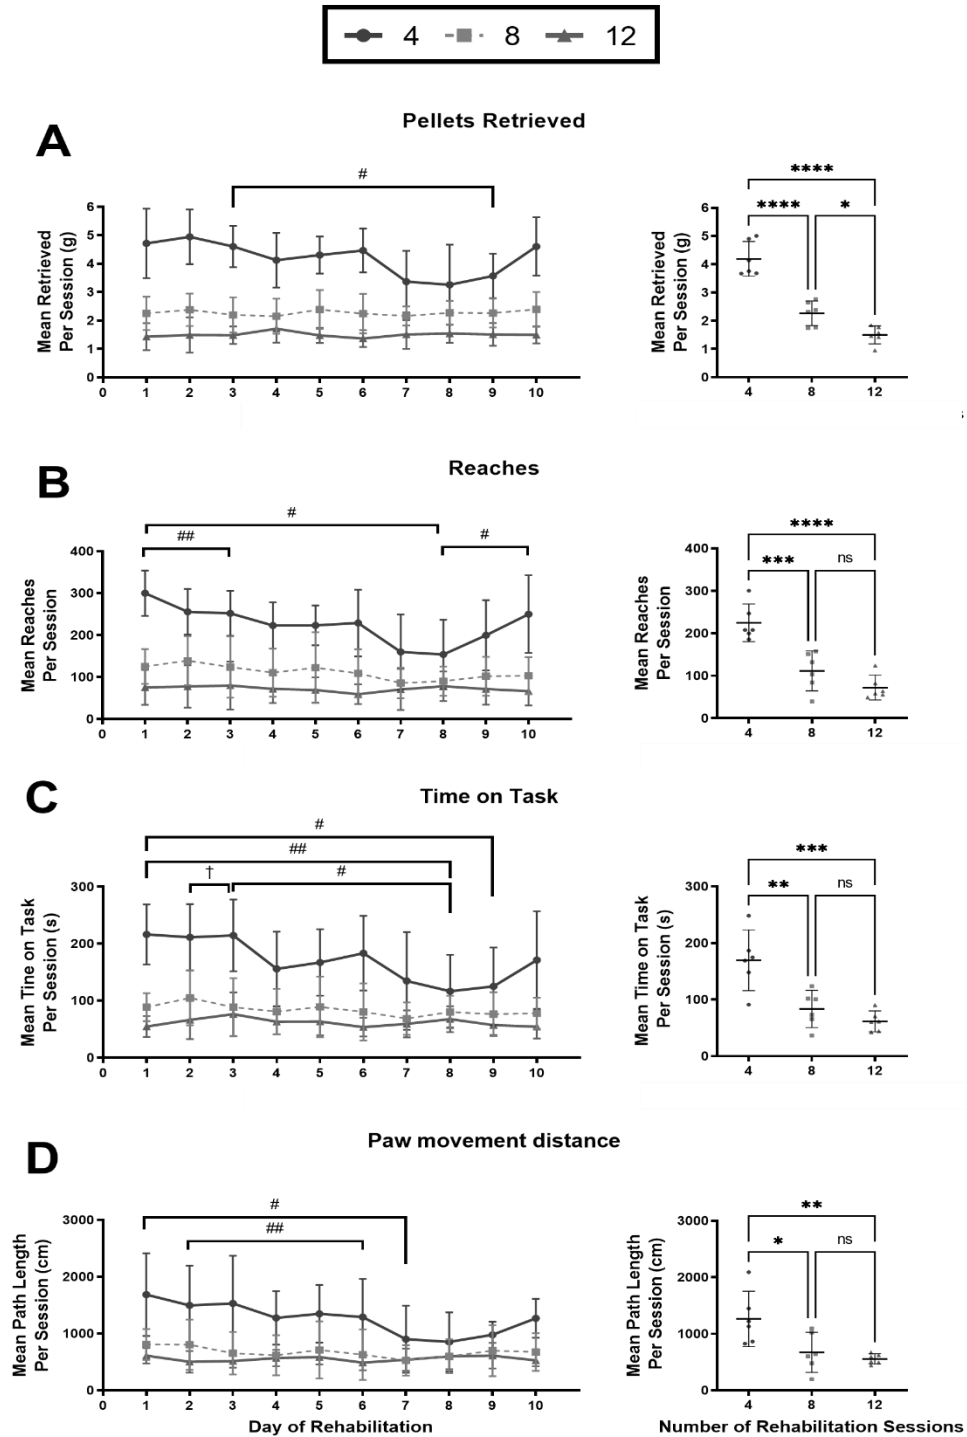 4 8 12
Pellets Retrieved
A
#
Mean Retrieved
Per Session (g)
6
5
4
3
2
1
0
0 1 2 3 4 5 6 7 8 9 10
****
**** *
Mean Retrieved
Per Session (g)
6
5
4
3
2
1
0
4 8 12
Reaches
B
#
## #
Mean Reaches
Per Session
400
300
200
100
0
0 1 2 3 4 5 6 7 8 9 10
****
*** ns
Mean Reaches
Per Session
400
300
200
100
0
4 8 12
Time on Task
C
#
##
† #
Mean Time on Task
Per Session (s)
300
200
100
0
0 1 2 3 4 5 6 7 8 9 10
***
** ns
Mean Time on Task
Per Session (s)
300
200
100
0
4 8 12
Paw movement distance
D
#
##
Mean Path Length
Per Session (cm)
3000
2000
1000
0
0 1 2 3 4 5 6 7 8 9 10
Day of Rehabilitation
**
* ns
Mean Path Length
Per Session (cm)
3000
2000
1000
0
4 8 12
Number of Rehabilitation Sessions